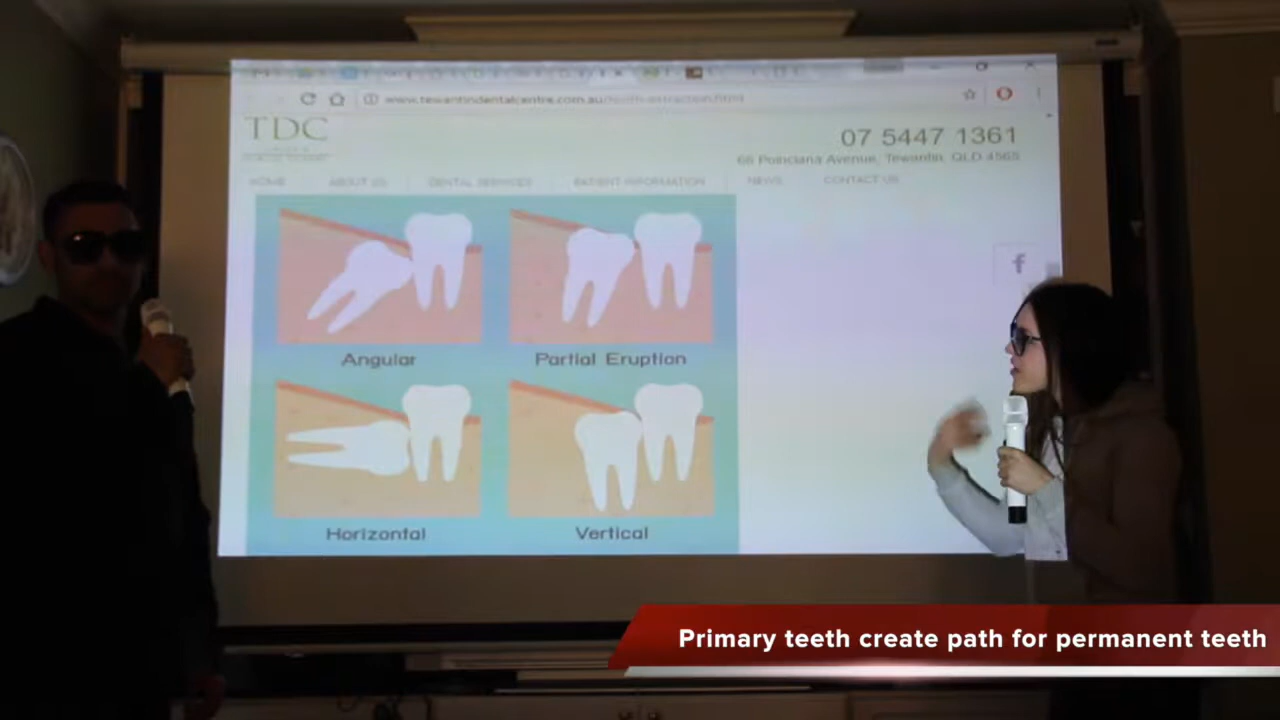 www.tewantindentalcentre.com.au/tooth-extraction.html
TDC
07 5447 1361
66 Poinciana Avenue, Tewantin, QLD 4565
HOME ABOUT US DENTAL SERVICES PATIENT INFORMATION NEWS CONTACT US
f
Angular
Partial Eruption
Horizontal
Vertical
Primary teeth create path for permanent teeth